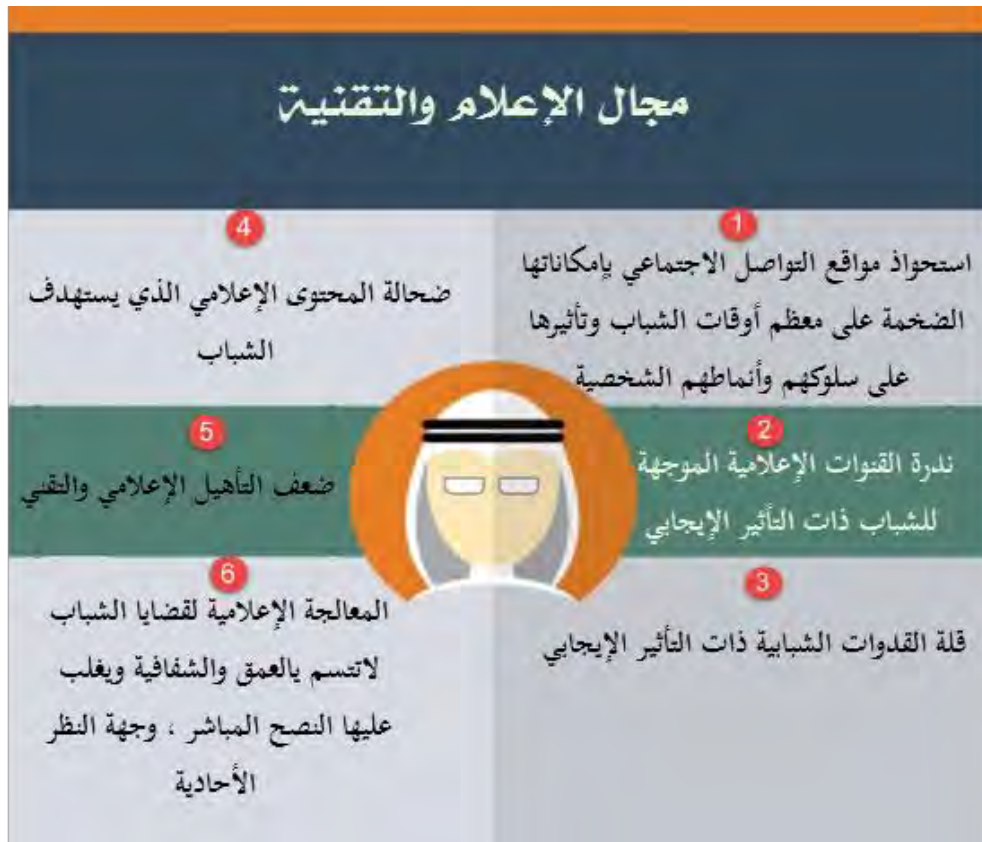 مجال الإعلام والتقنية
1
استحواذ مواقع التواصل الاجتماعي بإمكاناتها
الضخمة على معظم أوقات الشباب وتأثيرها
على سلوكهم وأنماطهم الشخصية
2
ندرة القنوات الإعلامية الموجهة
للشباب ذات التأثير الإيجابي
3
قلة القدوات الشبابية ذات التأثير الإيجابي
4
ضحالة المحتوى الإعلامي الذي يستهدف
الشباب
5
ضعف التأهيل الإعلامي والتقني
6
المعالجة الإعلامية لقضايا الشباب
لاتتسم يالعمق والشفافية ويغلب
عليها النصح المباشر ، وجهة النظر
الأحادية